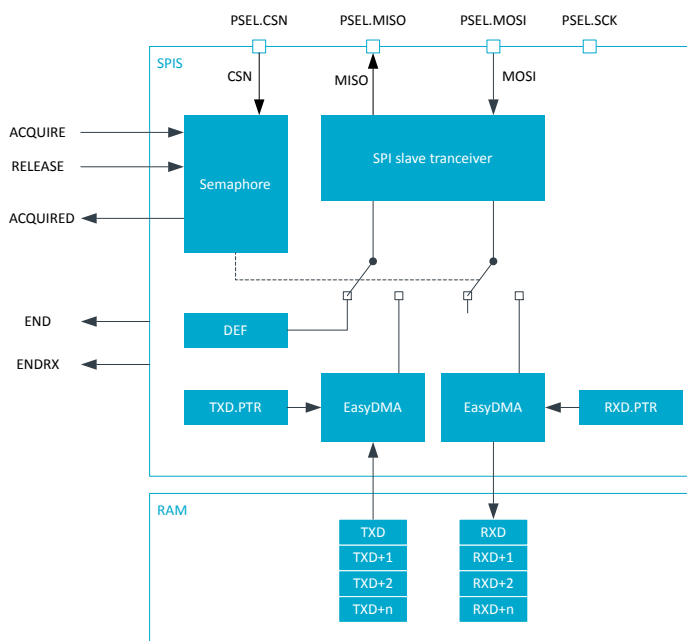 PSEL.CSN PSEL.MISO PSEL.MOSI PSEL.SCK
SPIS
CSN MISO MOSI
ACQUIRE
RELEASE
ACQUIRED
Semaphore
SPI slave tranceiver
END
ENDRX
DEF
TXD.PTR EasyDMA EasyDMA RXD.PTR
RAM
TXD RXD
TXD+1 RXD+1
TXD+2 RXD+2
TXD+n RXD+n